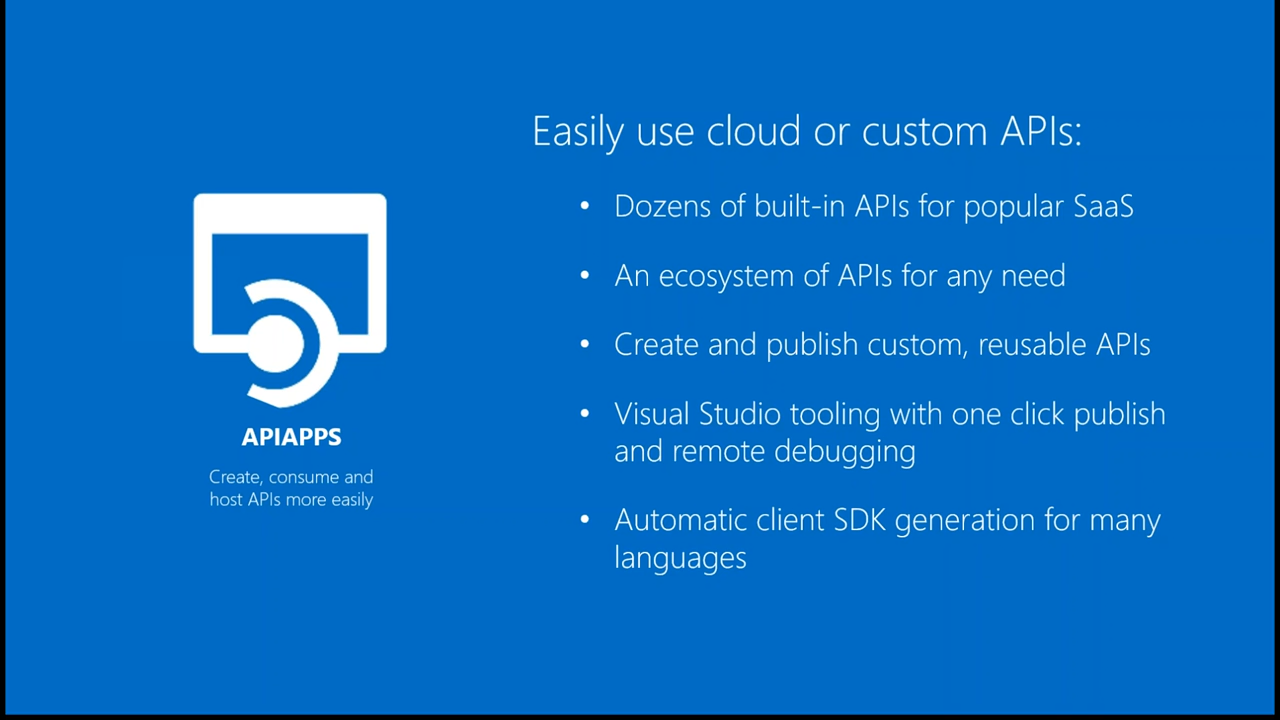 Easily use cloud or custom APIs:
• Dozens of built-in APIs for popular SaaS
• An ecosystem of APIs for any need
• Create and publish custom, reusable APIs
• Visual Studio tooling with one click publish
and remote debugging
• Automatic client SDK generation for many
languages
APIAPPS
Create, consume and
host APIs more easily